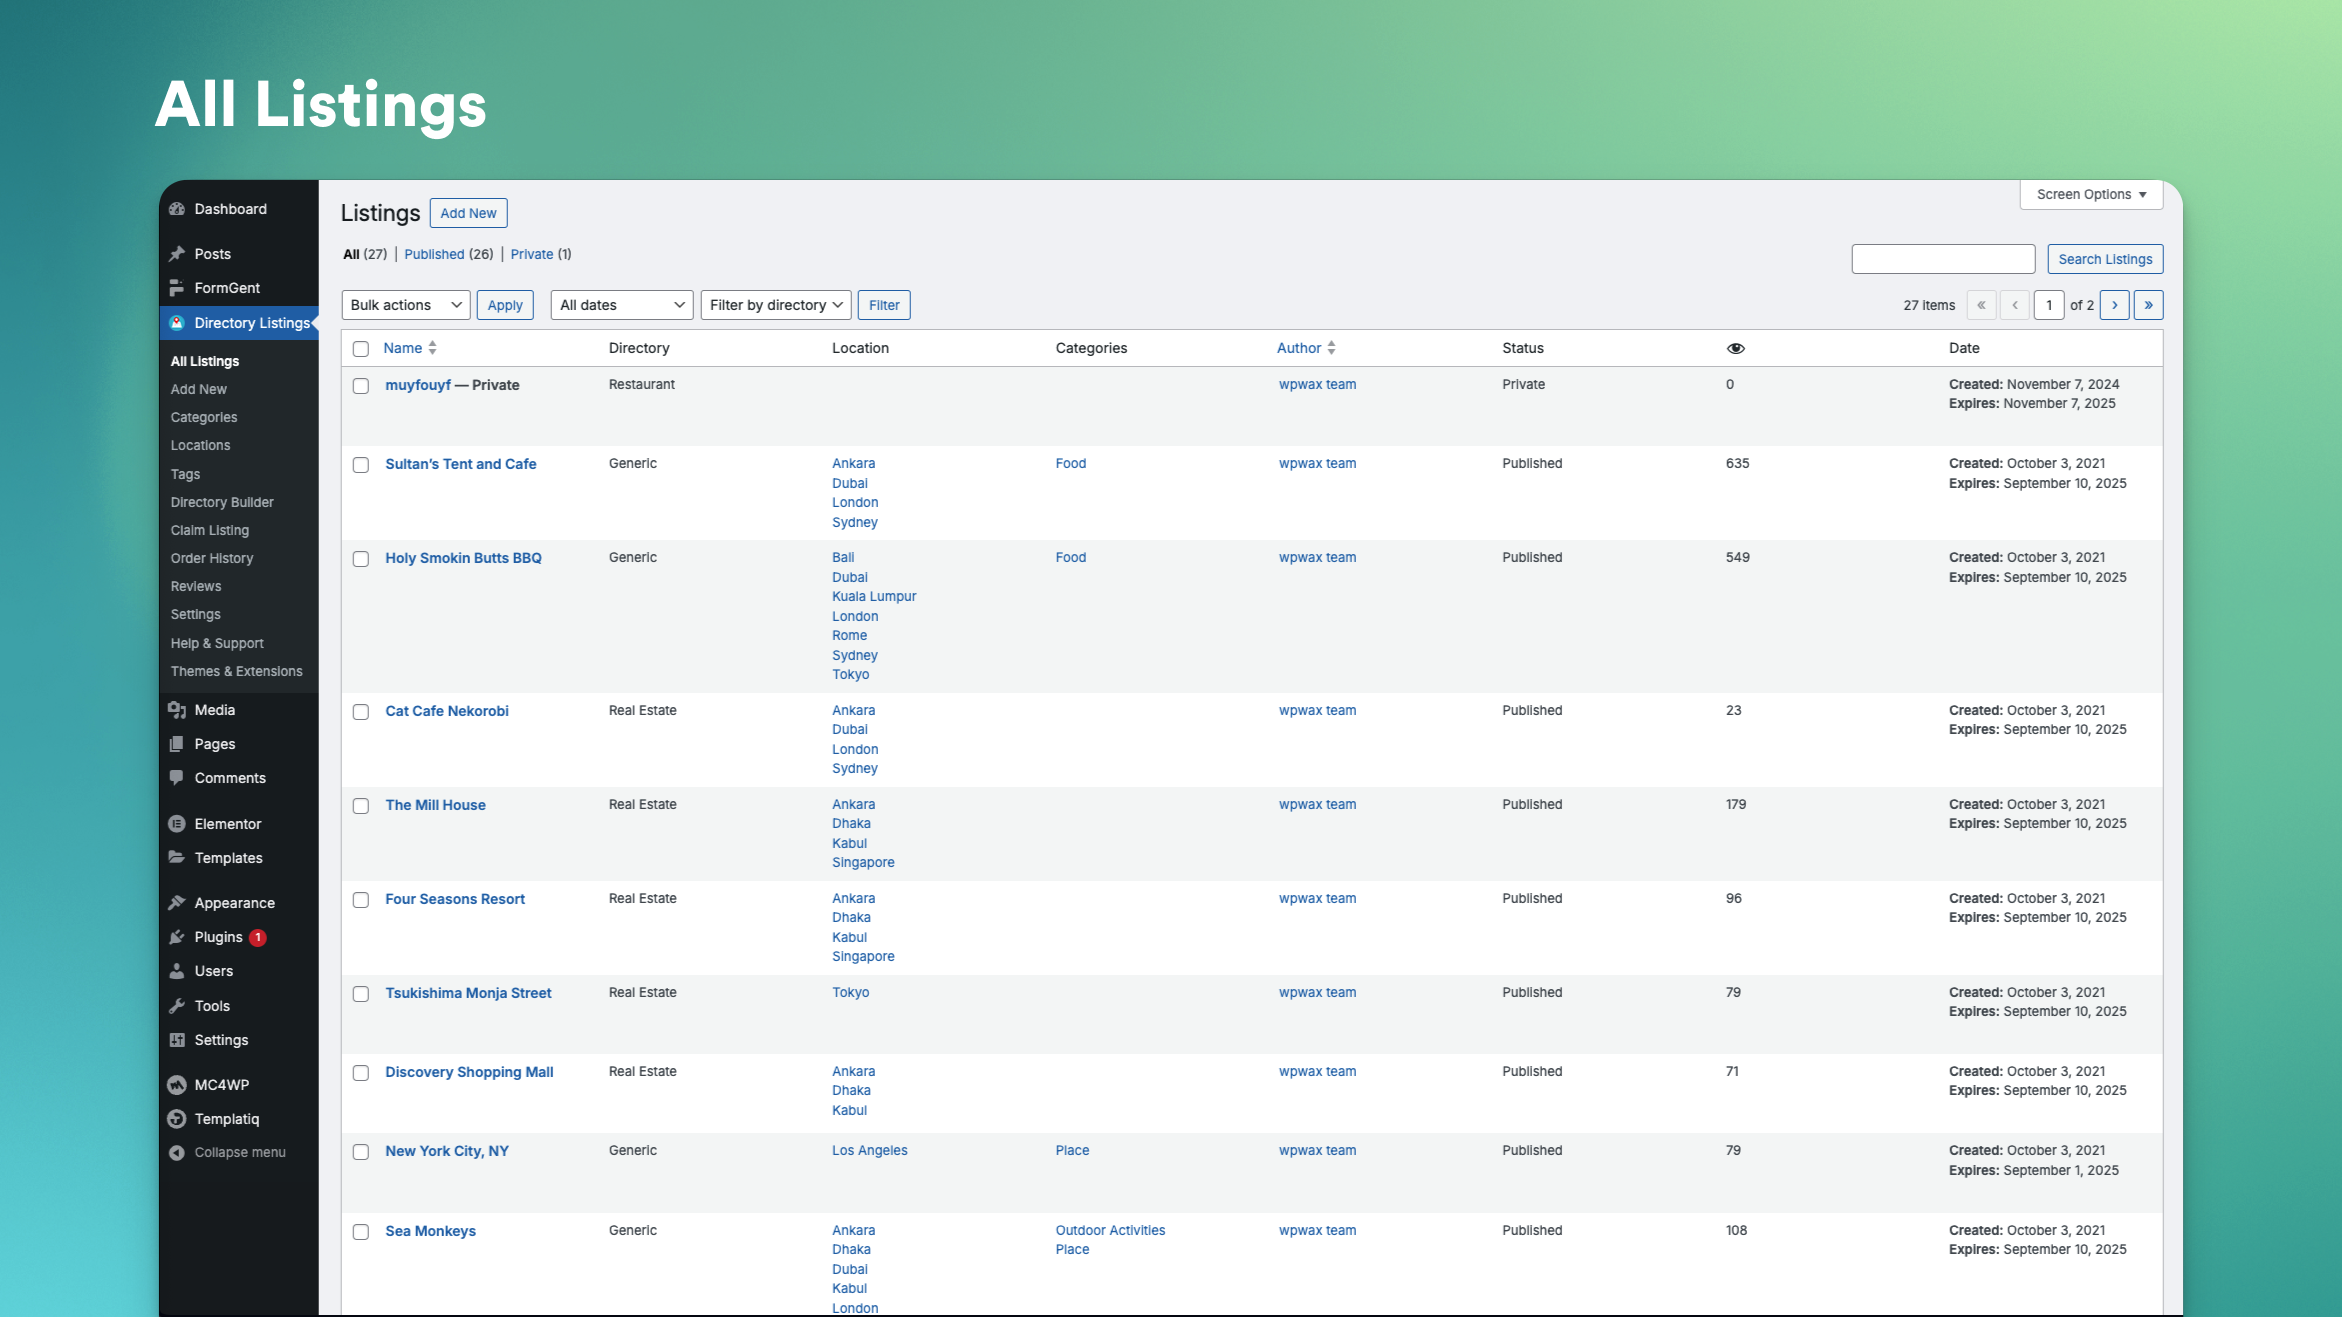 All Listings
Dashboard
Posts
FormGent
Directory Listings
All Listings
Add New
Categories
Locations
Tags
Directory Builder
Claim Listing
Order History
Reviews
Settings
Help & Support
Themes & Extensions
Media
Pages
Comments
Elementor
Templates
Appearance
Plugins 1
Users
Tools
Settings
MC4WP
Templatiq
Collapse menu
Screen Options
Listings Add New
All (27) | Published (26) | Private (1)
Search Listings
Bulk actions Apply All dates Filter by directory Filter 27 items « ‹ 1 of 2 › »
Name Directory Location Categories Author Status Date
muyfouyf — Private Restaurant wpwax team Private 0 Created: November 7, 2024
Expires: November 7, 2025
Sultan's Tent and Cafe Generic Ankara Food wpwax team Published 635 Created: October 3, 2021
Dubai Expires: September 10, 2025
London
Sydney
Holy Smokin Butts BBQ Generic Bali Food wpwax team Published 549 Created: October 3, 2021
Dubai Expires: September 10, 2025
Kuala Lumpur
London
Rome
Sydney
Tokyo
Cat Cafe Nekorobi Real Estate Ankara wpwax team Published 23 Created: October 3, 2021
Dubai Expires: September 10, 2025
London
Sydney
The Mill House Real Estate Ankara wpwax team Published 179 Created: October 3, 2021
Dhaka Expires: September 10, 2025
Kabul
Singapore
Four Seasons Resort Real Estate Ankara wpwax team Published 96 Created: October 3, 2021
Dhaka Expires: September 10, 2025
Kabul
Singapore
Tsukishima Monja Street Real Estate Tokyo wpwax team Published 79 Created: October 3, 2021
Expires: September 10, 2025
Discovery Shopping Mall Real Estate Ankara wpwax team Published 71 Created: October 3, 2021
Dhaka Expires: September 10, 2025
Kabul
New York City, NY Generic Los Angeles Place wpwax team Published 79 Created: October 3, 2021
Expires: September 1, 2025
Sea Monkeys Generic Ankara Outdoor Activities wpwax team Published 108 Created: October 3, 2021
Dhaka Place Expires: September 10, 2025
Dubai
Kabul
London